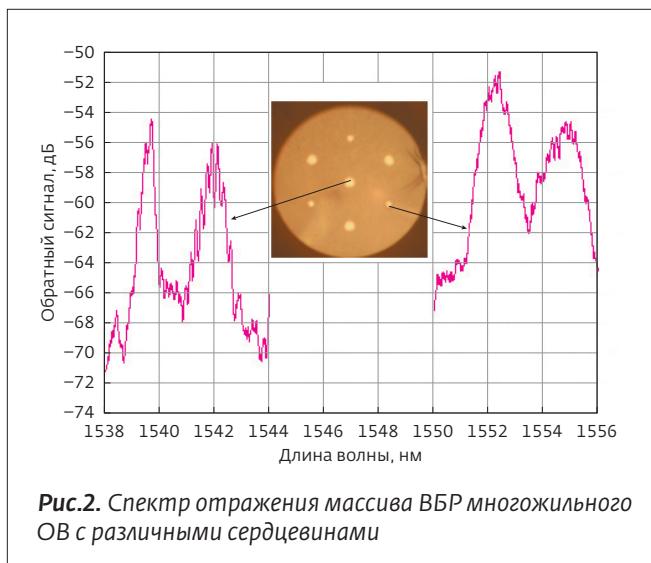 −50
−52
−54
−56
−58
−60
−62
−64
−66
−68
−70
−72
−74
Обратный сигнал, дБ
1538 1540 1542 1544 1546 1548 1550 1552 1554 1556
Длина волны, нм
Рис.2. Спектр отражения массива ВБР многожильного
ОВ с различными сердцевинами